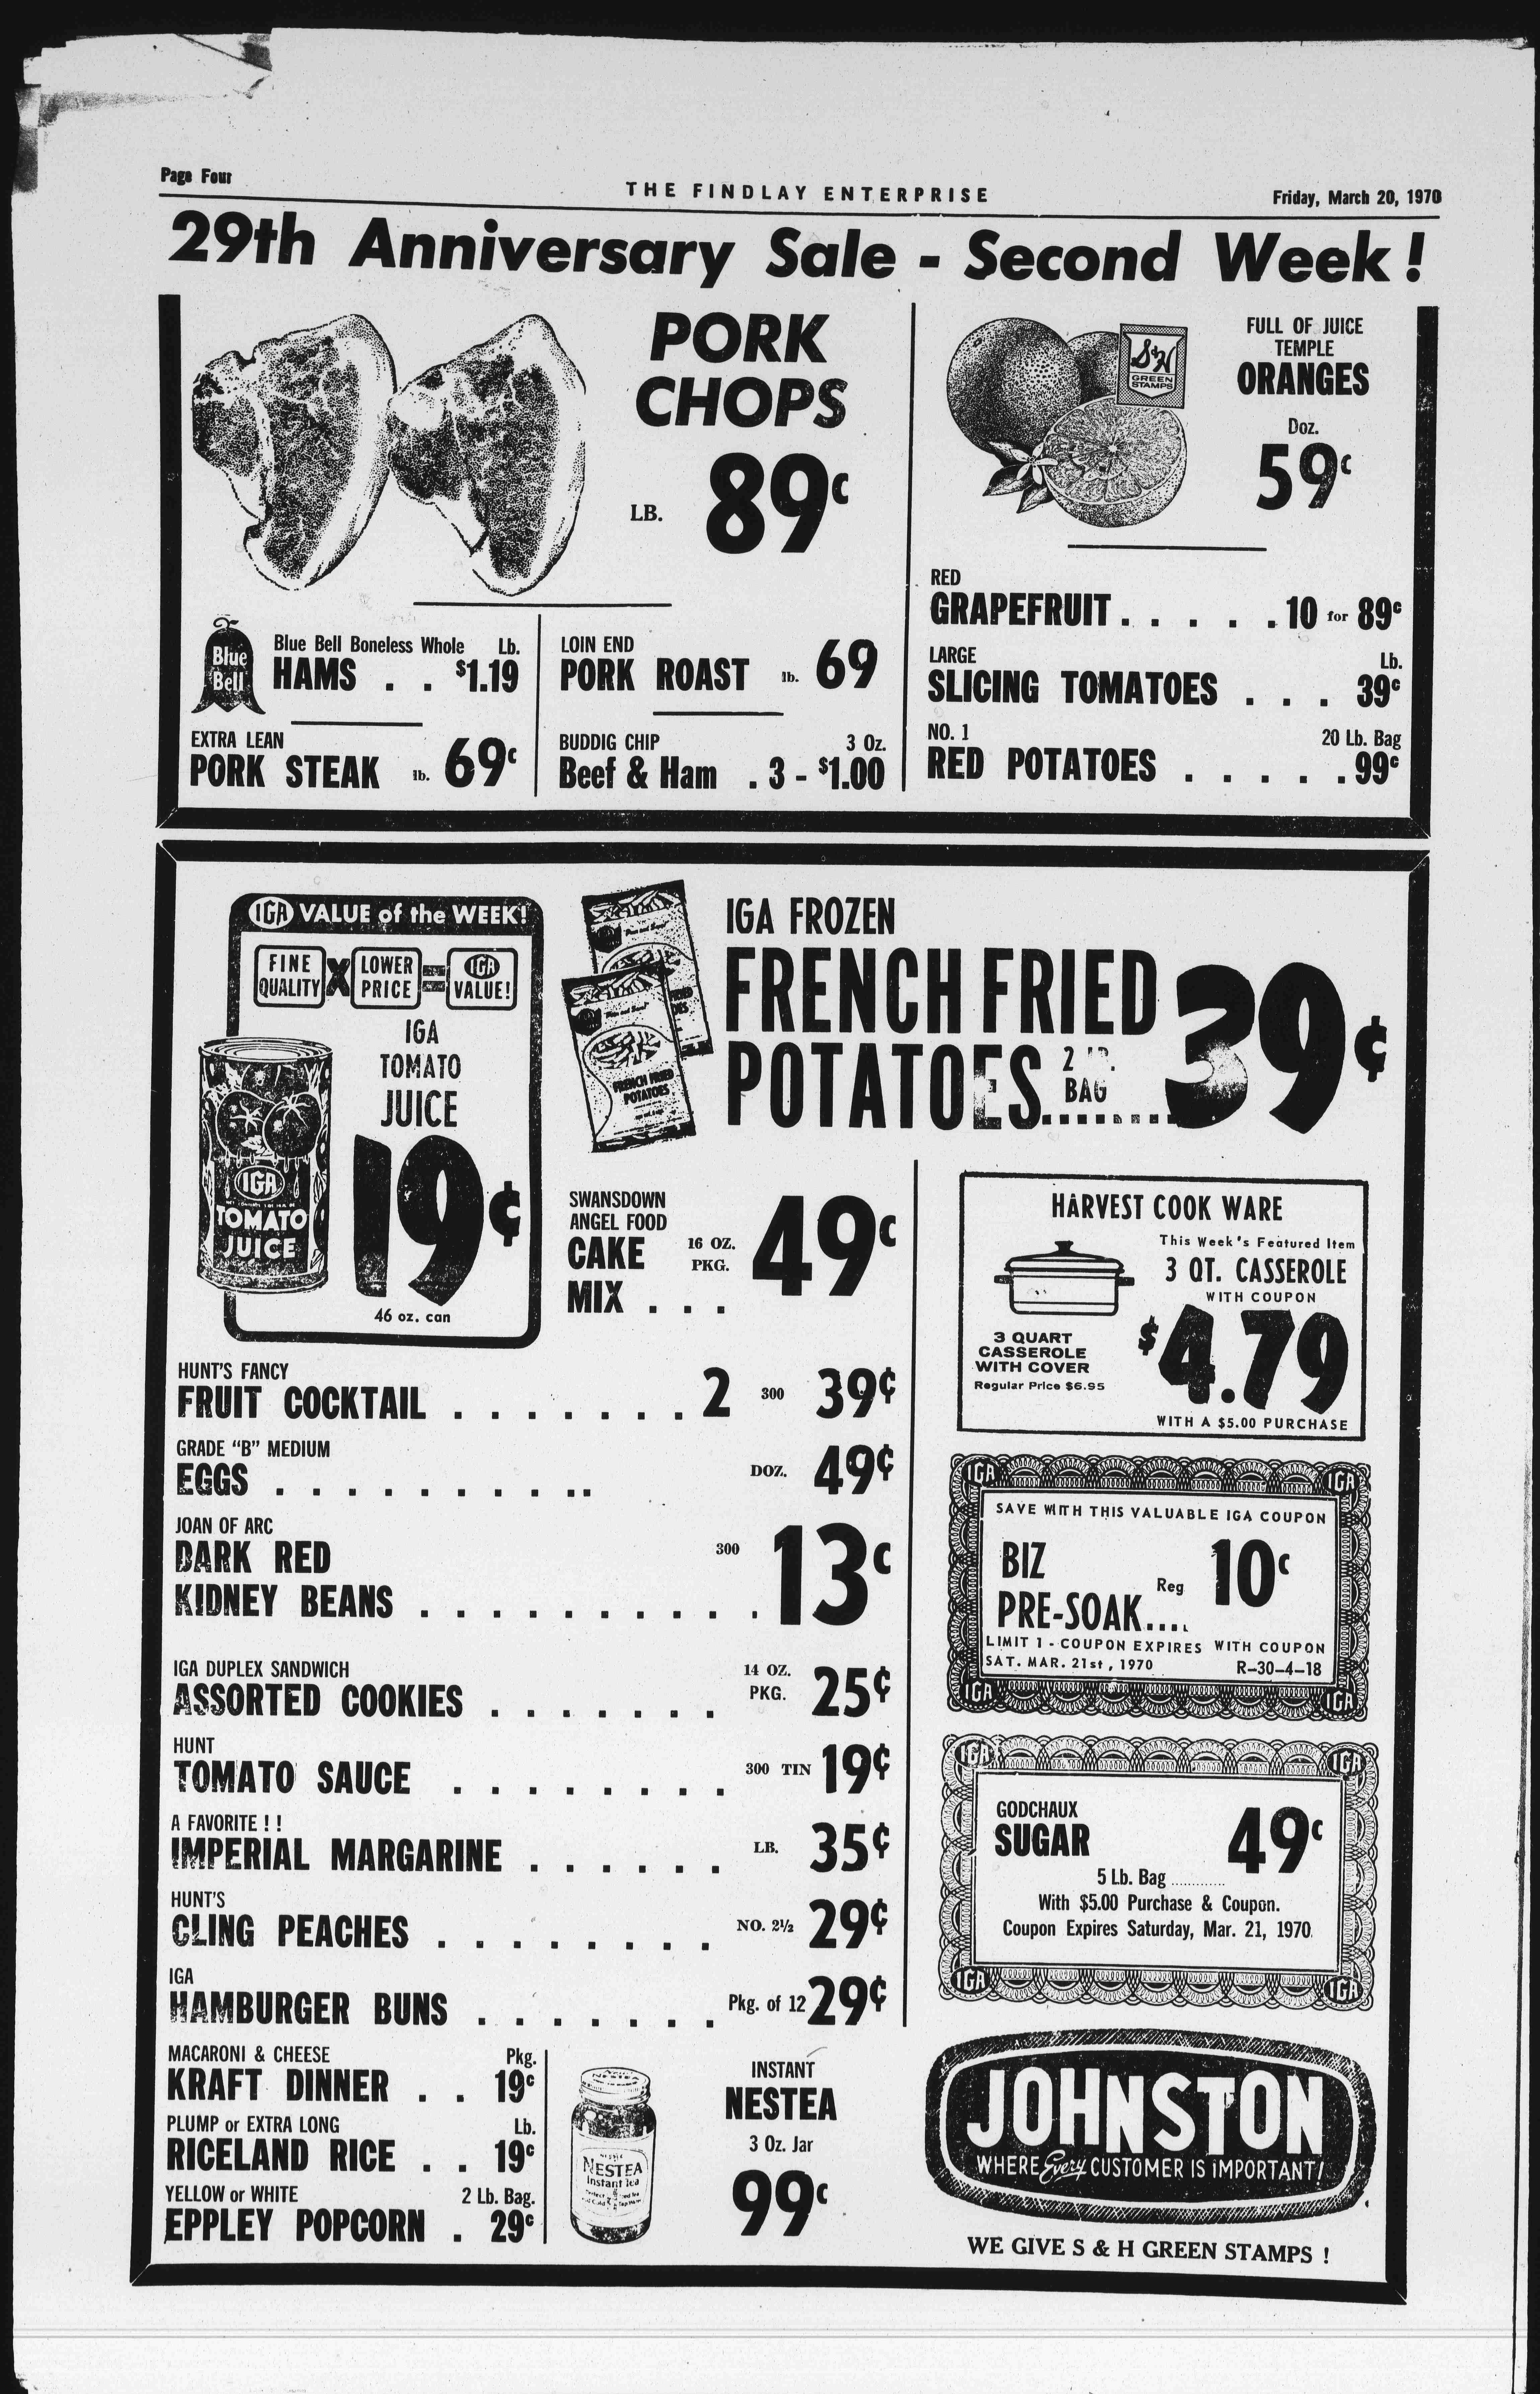 Page Four
THE FINDLAY ENTERPRISE
Friday, March 20, 1970
29th Anniversary Sale - Second Week !
PORK
CHOPS
LB. 89¢
S&H
GREEN
STAMPS
FULL OF JUICE
TEMPLE
ORANGES
Doz.
59¢
Blue
Bell
Blue Bell Boneless Whole Lb.
HAMS . . $1.19
EXTRA LEAN
PORK STEAK lb. 69¢
LOIN END
PORK ROAST lb. 69
BUDDIG CHIP 3 Oz.
Beef & Ham . 3 - $1.00
RED
GRAPEFRUIT . . . . . . 10 for 89¢
LARGE Lb.
SLICING TOMATOES . . . 39¢
NO. 1 20 Lb. Bag
RED POTATOES . . . . . . 99¢
IGA VALUE of the WEEK!
FINE
QUALITY X LOWER
PRICE = IGA
VALUE!
IGA
TOMATO
JUICE
19¢
46 oz. can
IGA
TOMATO
JUICE
FRENCH FRIED
POTATOES
IGA FROZEN
FRENCH FRIED
POTATOES 2
BAG ......... 39¢
SWANSDOWN
ANGEL FOOD
CAKE 16 OZ.
MIX . . . PKG. 49¢
HUNT'S FANCY
FRUIT COCKTAIL . . . . . . . . 2 300 39¢
GRADE "B" MEDIUM
EGGS . . . . . . . . . . .. DOZ. 49¢
JOAN OF ARC
DARK RED 300
KIDNEY BEANS . . . . . . . . . . . 13¢
IGA DUPLEX SANDWICH 14 OZ.
ASSORTED COOKIES . . . . . . . PKG. 25¢
HUNT
TOMATO SAUCE . . . . . . . . . 300 TIN 19¢
A FAVORITE ! !
IMPERIAL MARGARINE . . . . . . LB. 35¢
HUNT'S
CLING PEACHES . . . . . . . . NO. 2½ 29¢
IGA
HAMBURGER BUNS . . . . . . . Pkg. of 12 29¢
MACARONI & CHEESE Pkg.
KRAFT DINNER . . 19¢
PLUMP or EXTRA LONG Lb.
RICELAND RICE . . 19¢
YELLOW or WHITE 2 Lb. Bag.
EPPLEY POPCORN . 29¢
NESTEA
Instant Tea
INSTANT
NESTEA
3 Oz. Jar
99¢
HARVEST COOK WARE
This Week's Featured Item
3 QT. CASSEROLE
WITH COUPON
$4.79
3 QUART
CASSEROLE
WITH COVER
Regular Price $6.95
WITH A $5.00 PURCHASE
IGA IGA
SAVE WITH THIS VALUABLE IGA COUPON
BIZ
PRE-SOAK.... Reg 10¢
LIMIT 1 - COUPON EXPIRES WITH COUPON
SAT. MAR. 21st, 1970 R-30-4-18
IGA IGA
IGA IGA
GODCHAUX
SUGAR 49¢
5 Lb. Bag .............
With $5.00 Purchase & Coupon.
Coupon Expires Saturday, Mar. 21, 1970.
IGA IGA
JOHNSTON
WHERE Every CUSTOMER IS IMPORTANT!
WE GIVE S & H GREEN STAMPS !